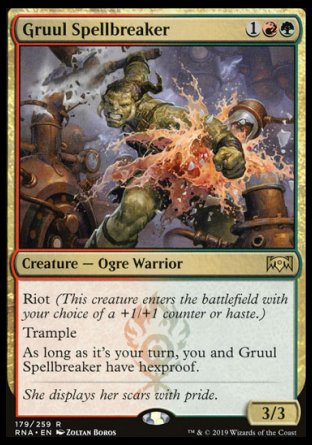 Gruul Spellbreaker 1
Creature — Ogre Warrior
Riot (This creature enters the battlefield with
your choice of a +1/+1 counter or haste.)
Trample
As long as it's your turn, you and Gruul
Spellbreaker have hexproof.
She displays her scars with pride.
3/3
179/259 R
RNA • EN Zoltan Boros
™ & © 2019 Wizards of the Coast